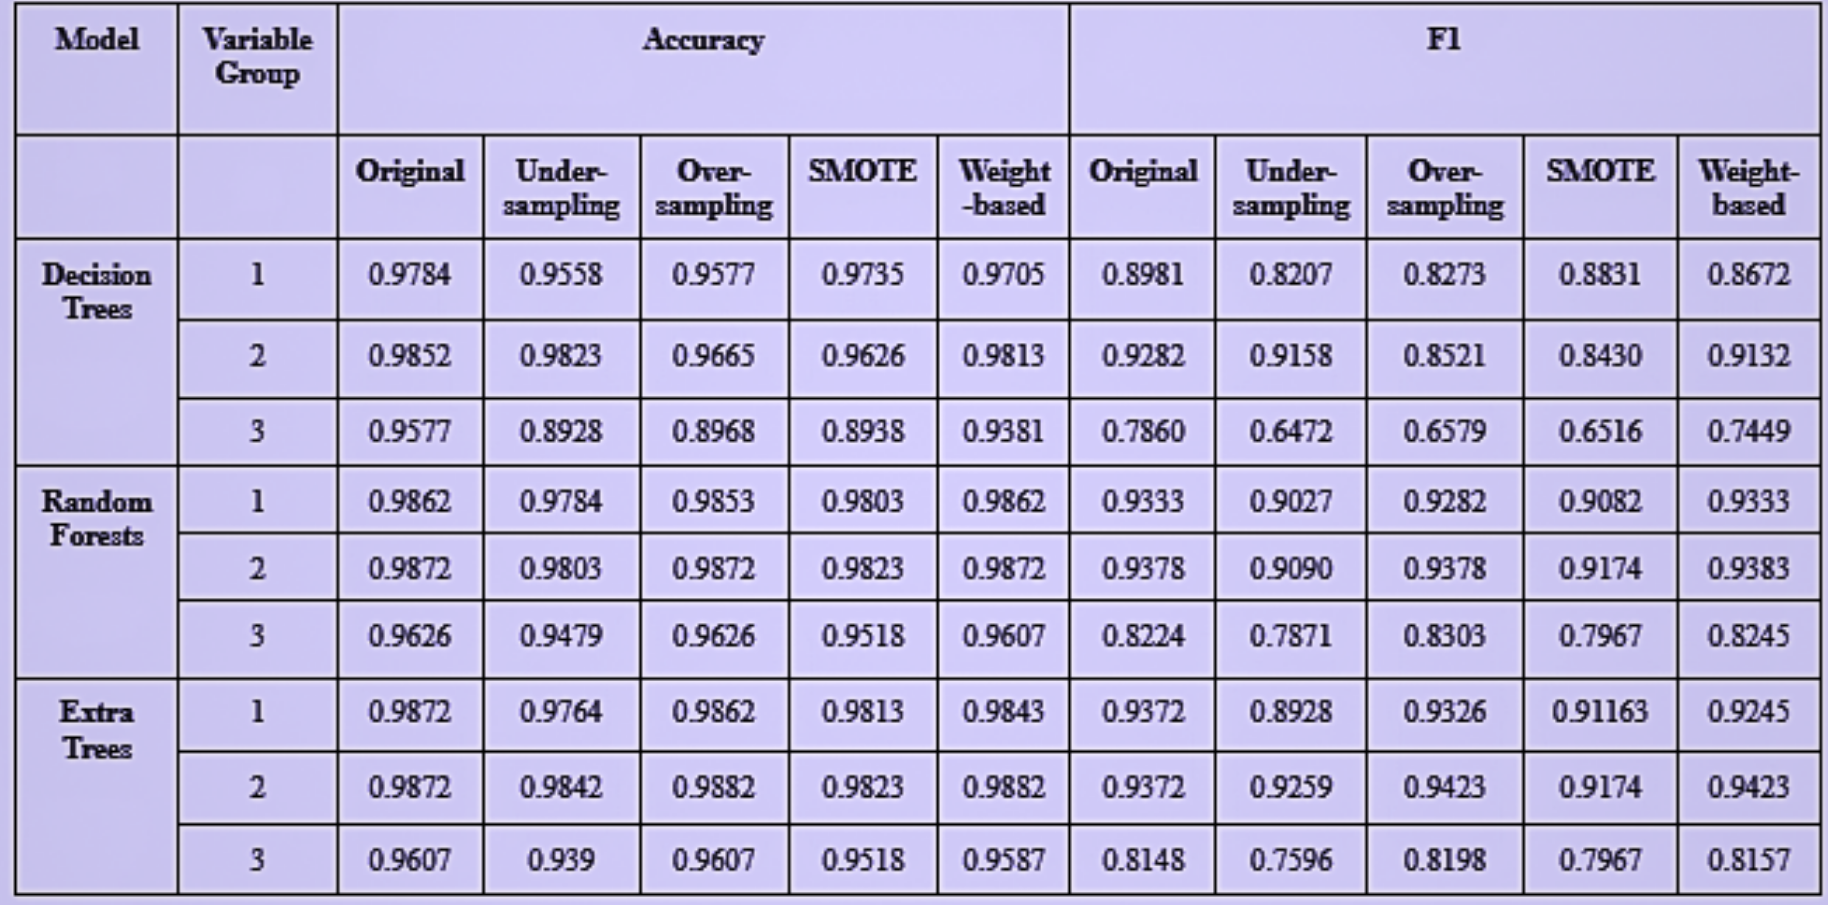 Model Variable Group Accuracy F1
Original Under-sampling Over-sampling SMOTE Weight-based Original Under-sampling Over-sampling SMOTE Weight-based
Decision Trees 1 0.9784 0.9558 0.9577 0.9735 0.9705 0.8981 0.8207 0.8273 0.8831 0.8672
2 0.9852 0.9823 0.9665 0.9626 0.9813 0.9282 0.9158 0.8521 0.8430 0.9132
3 0.9577 0.8928 0.8968 0.8938 0.9381 0.7860 0.6472 0.6579 0.6516 0.7449
Random Forests 1 0.9862 0.9784 0.9853 0.9803 0.9862 0.9333 0.9027 0.9282 0.9082 0.9333
2 0.9872 0.9803 0.9872 0.9823 0.9872 0.9378 0.9090 0.9378 0.9174 0.9383
3 0.9626 0.9479 0.9626 0.9518 0.9607 0.8224 0.7871 0.8303 0.7967 0.8245
Extra Trees 1 0.9872 0.9764 0.9862 0.9813 0.9843 0.9372 0.8928 0.9326 0.91163 0.9245
2 0.9872 0.9842 0.9882 0.9823 0.9882 0.9372 0.9259 0.9423 0.9174 0.9423
3 0.9607 0.939 0.9607 0.9518 0.9587 0.8148 0.7596 0.8198 0.7967 0.8157